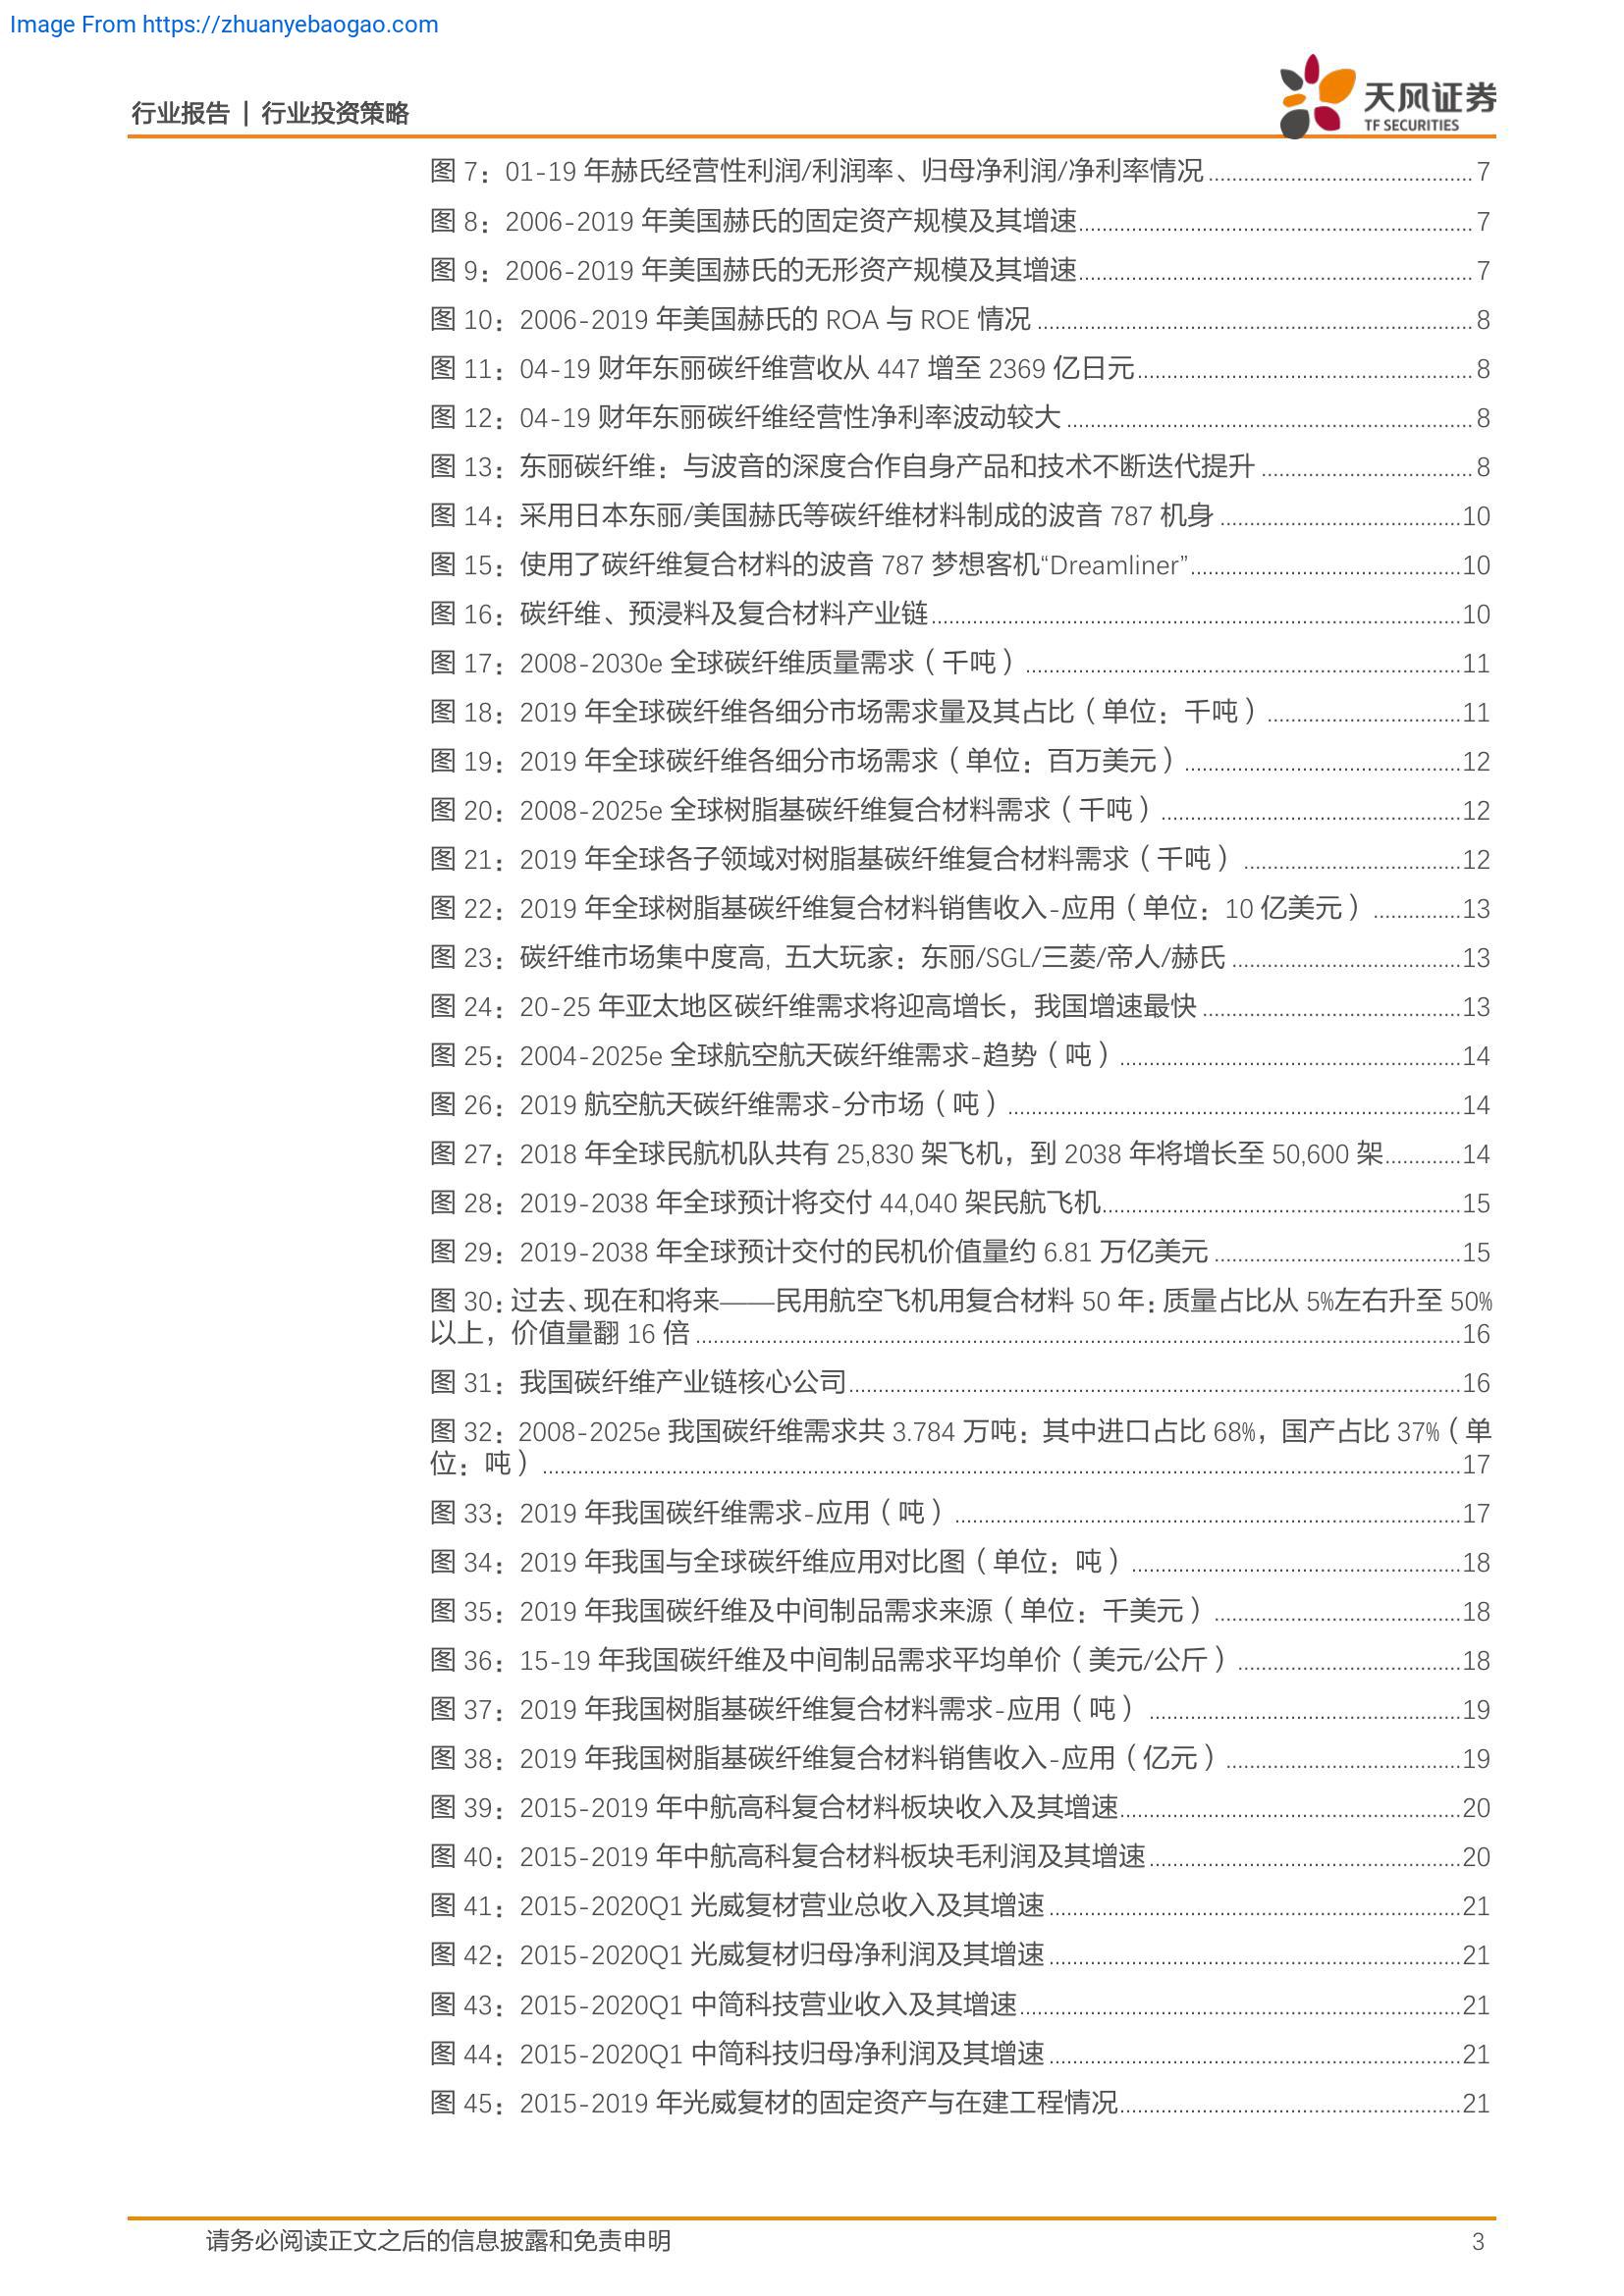 Image From https://zhuanyebaogao.com
行业报告 | 行业投资策略
天风证券
TF SECURITIES
图 7：01-19 年赫氏经营性利润/利润率、归母净利润/净利率情况 7
图 8：2006-2019 年美国赫氏的固定资产规模及其增速 7
图 9：2006-2019 年美国赫氏的无形资产规模及其增速 7
图 10：2006-2019 年美国赫氏的 ROA 与 ROE 情况 8
图 11：04-19 财年东丽碳纤维营收从 447 增至 2369 亿日元 8
图 12：04-19 财年东丽碳纤维经营性净利率波动较大 8
图 13：东丽碳纤维：与波音的深度合作自身产品和技术不断迭代提升 8
图 14：采用日本东丽/美国赫氏等碳纤维材料制成的波音 787 机身 10
图 15：使用了碳纤维复合材料的波音 787 梦想客机“Dreamliner” 10
图 16：碳纤维、预浸料及复合材料产业链 10
图 17：2008-2030e 全球碳纤维质量需求（千吨） 11
图 18：2019 年全球碳纤维各细分市场需求量及其占比（单位：千吨） 11
图 19：2019 年全球碳纤维各细分市场需求（单位：百万美元） 12
图 20：2008-2025e 全球树脂基碳纤维复合材料需求（千吨） 12
图 21：2019 年全球各子领域对树脂基碳纤维复合材料需求（千吨） 12
图 22：2019 年全球树脂基碳纤维复合材料销售收入-应用（单位：10 亿美元） 13
图 23：碳纤维市场集中度高, 五大玩家：东丽/SGL/三菱/帝人/赫氏 13
图 24：20-25 年亚太地区碳纤维需求将迎高增长，我国增速最快 13
图 25：2004-2025e 全球航空航天碳纤维需求-趋势（吨） 14
图 26：2019 航空航天碳纤维需求-分市场（吨） 14
图 27：2018 年全球民航机队共有 25,830 架飞机，到 2038 年将增长至 50,600 架 14
图 28：2019-2038 年全球预计将交付 44,040 架民航飞机 15
图 29：2019-2038 年全球预计交付的民机价值量约 6.81 万亿美元 15
图 30：过去、现在和将来——民用航空飞机用复合材料 50 年：质量占比从 5%左右升至 50%
以上，价值量翻 16 倍 16
图 31：我国碳纤维产业链核心公司 16
图 32：2008-2025e 我国碳纤维需求共 3.784 万吨：其中进口占比 68%，国产占比 37%（单
位：吨） 17
图 33：2019 年我国碳纤维需求-应用（吨） 17
图 34：2019 年我国与全球碳纤维应用对比图（单位：吨） 18
图 35：2019 年我国碳纤维及中间制品需求来源（单位：千美元） 18
图 36：15-19 年我国碳纤维及中间制品需求平均单价（美元/公斤） 18
图 37：2019 年我国树脂基碳纤维复合材料需求-应用（吨） 19
图 38：2019 年我国树脂基碳纤维复合材料销售收入-应用（亿元） 19
图 39：2015-2019 年中航高科复合材料板块收入及其增速 20
图 40：2015-2019 年中航高科复合材料板块毛利润及其增速 20
图 41：2015-2020Q1 光威复材营业总收入及其增速 21
图 42：2015-2020Q1 光威复材归母净利润及其增速 21
图 43：2015-2020Q1 中简科技营业收入及其增速 21
图 44：2015-2020Q1 中简科技归母净利润及其增速 21
图 45：2015-2019 年光威复材的固定资产与在建工程情况 21
请务必阅读正文之后的信息披露和免责申明 3